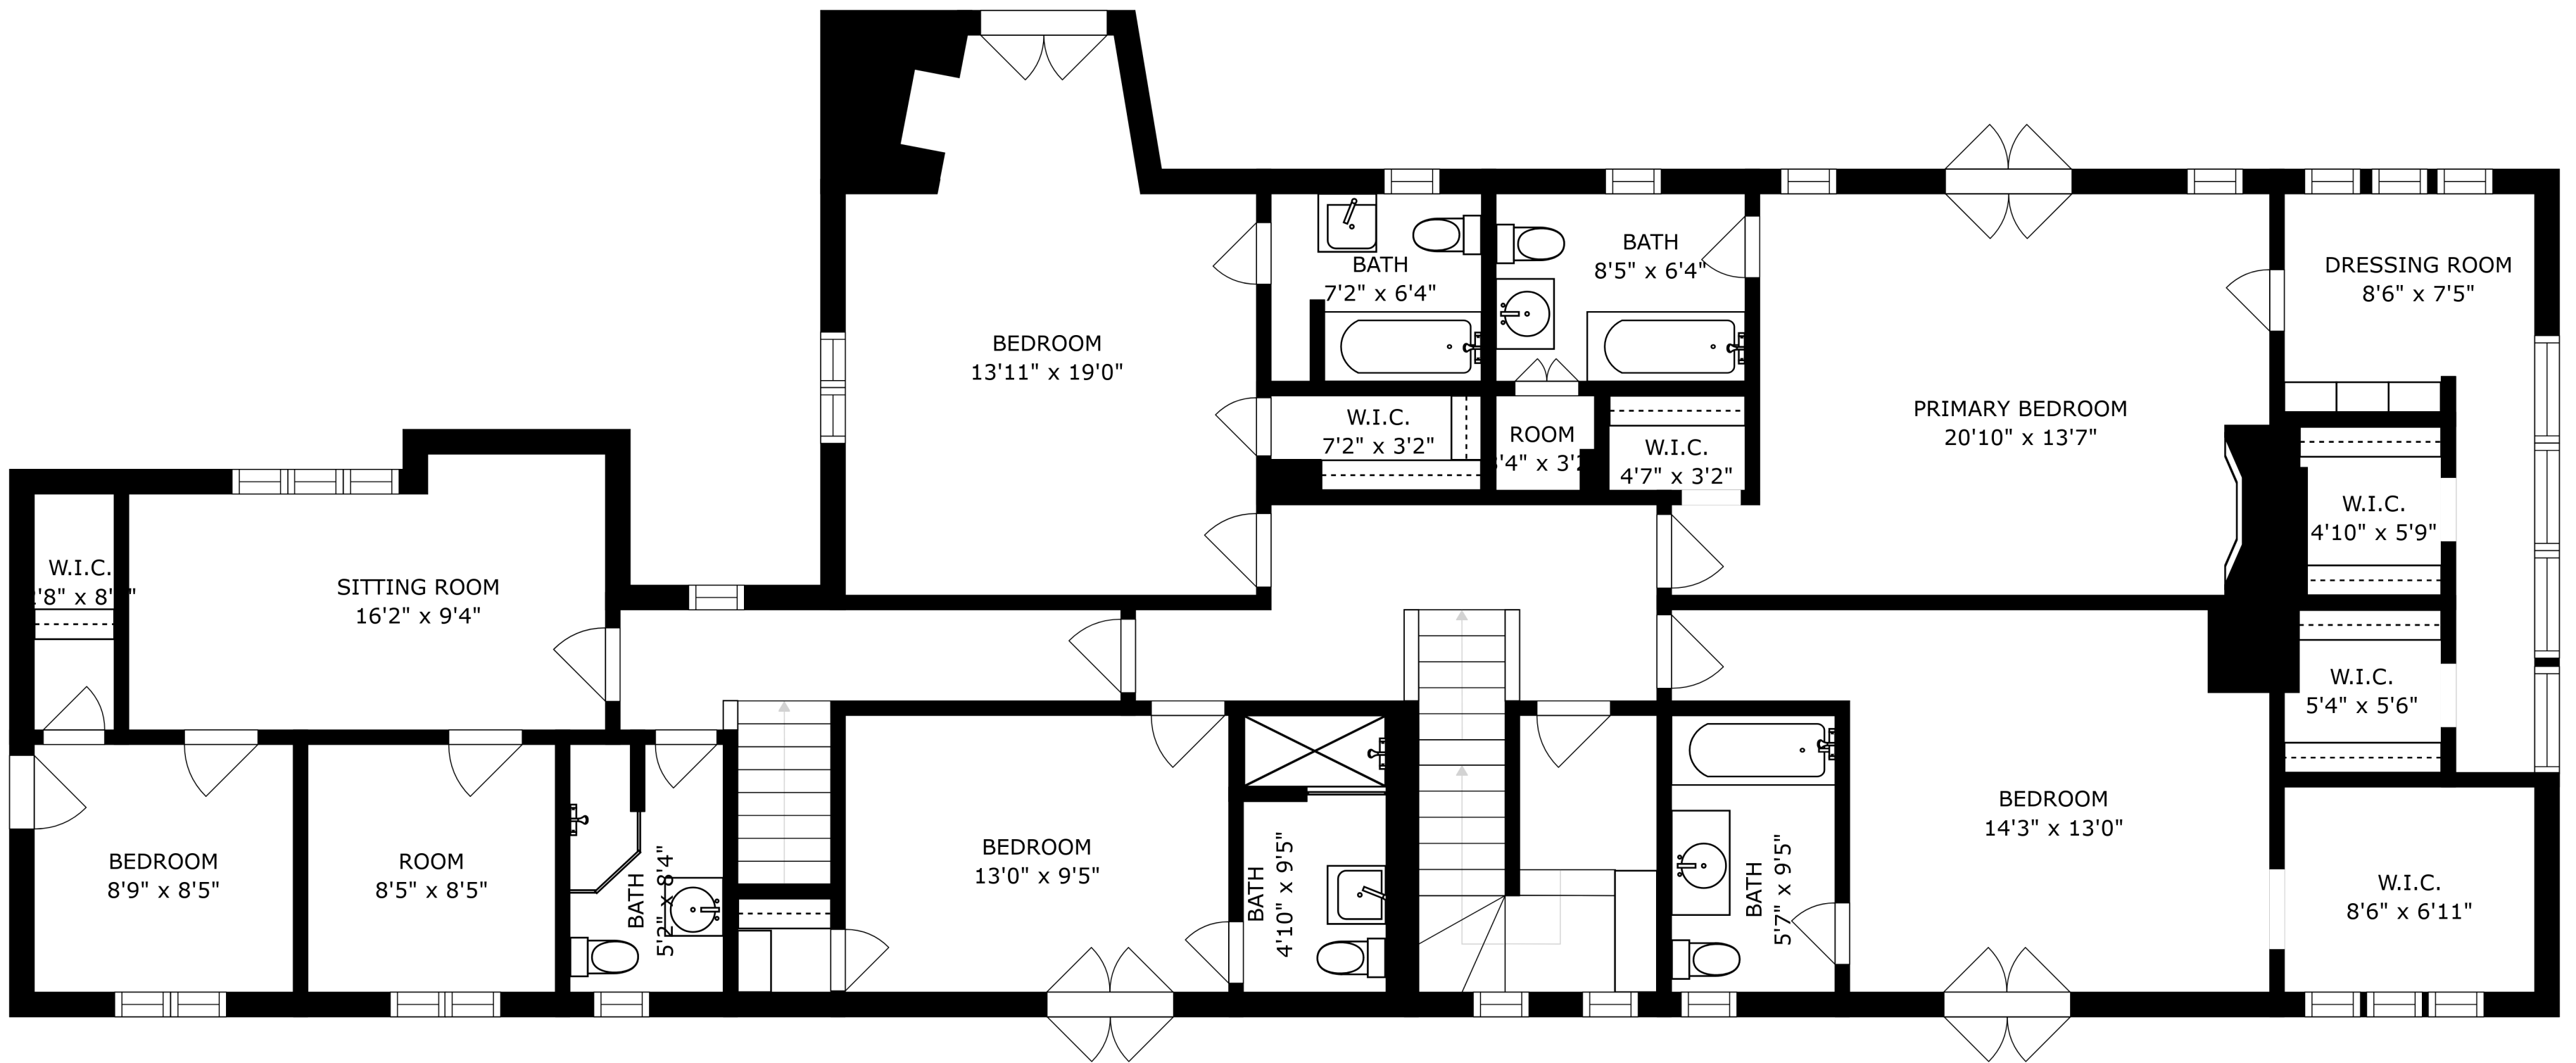 BATH
8'5" x 6'4"
BATH
7'2" x 6'4"
DRESSING ROOM
8'6" x 7'5"
BEDROOM
13'11" x 19'0"
PRIMARY BEDROOM
20'10" x 13'7"
W.I.C.
7'2" x 3'2"
ROOM
W.I.C.
4'7" x 3'2"
W.I.C.
4'10" x 5'9"
W.I.C.
SITTING ROOM
16'2" x 9'4"
W.I.C.
5'4" x 5'6"
BEDROOM
14'3" x 13'0"
BEDROOM
8'9" x 8'5"
ROOM
8'5" x 8'5"
BATH
5'2" x 8'4"
BEDROOM
13'0" x 9'5"
BATH
4'10" x 9'5"
BATH
5'7" x 9'5"
W.I.C.
8'6" x 6'11"